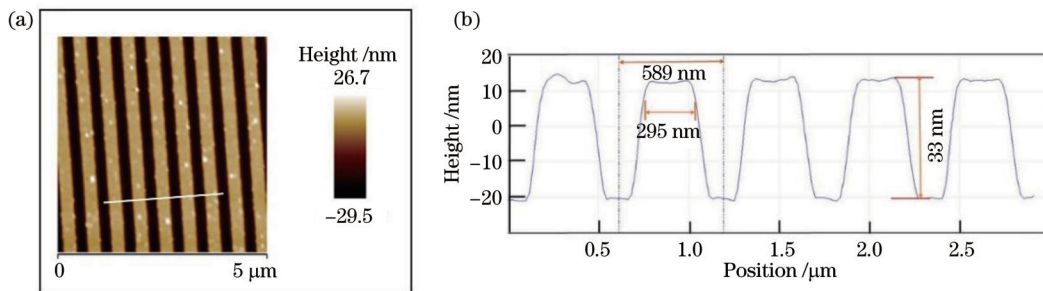 (a)
Height /nm
26.7
−29.5
0
5 μm
(b)
20
10
0
−10
−20
Height /nm
589 nm
295 nm
33 nm
0.5
1.0
1.5
2.0
2.5
Position /μm